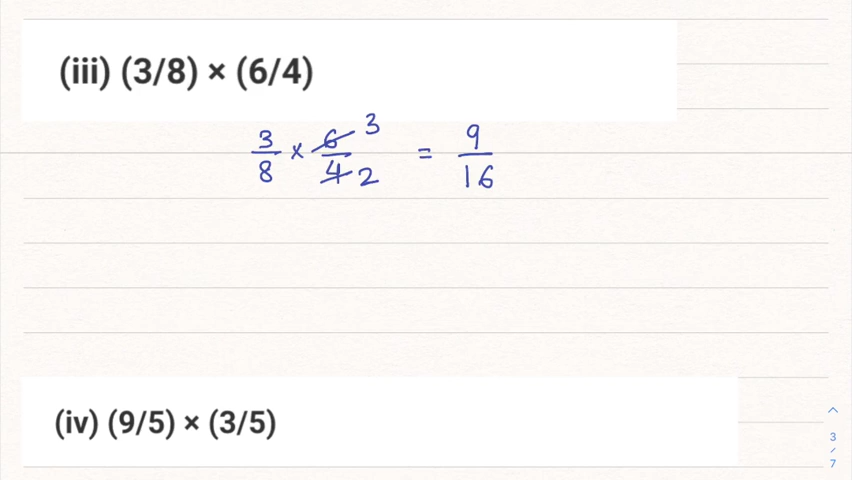 (iii) (3/8) × (6/4)
3/8 × 6/4 3 2 = 9/16
(iv) (9/5) × (3/5)
3
/
7